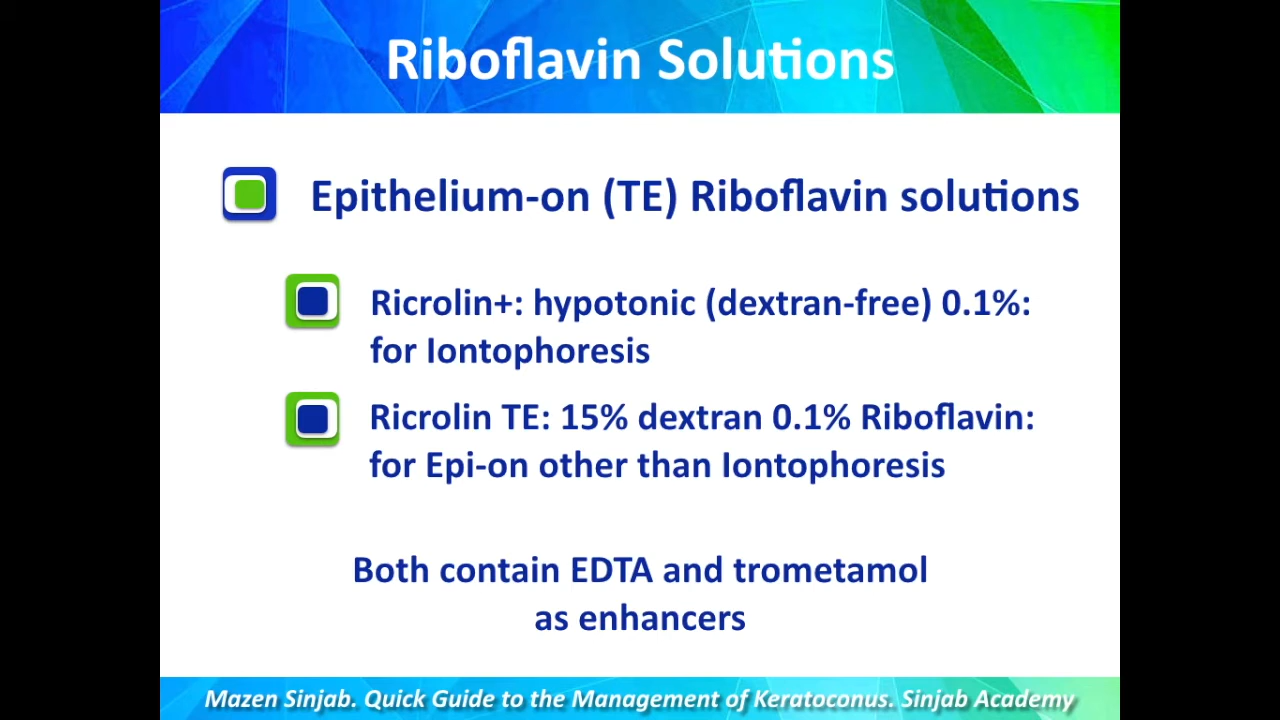 Riboflavin Solutions
Epithelium-on (TE) Riboflavin solutions
Ricrolin+: hypotonic (dextran-free) 0.1%:
for Iontophoresis
Ricrolin TE: 15% dextran 0.1% Riboflavin:
for Epi-on other than Iontophoresis
Both contain EDTA and trometamol
as enhancers
Mazen Sinjab. Quick Guide to the Management of Keratoconus. Sinjab Academy